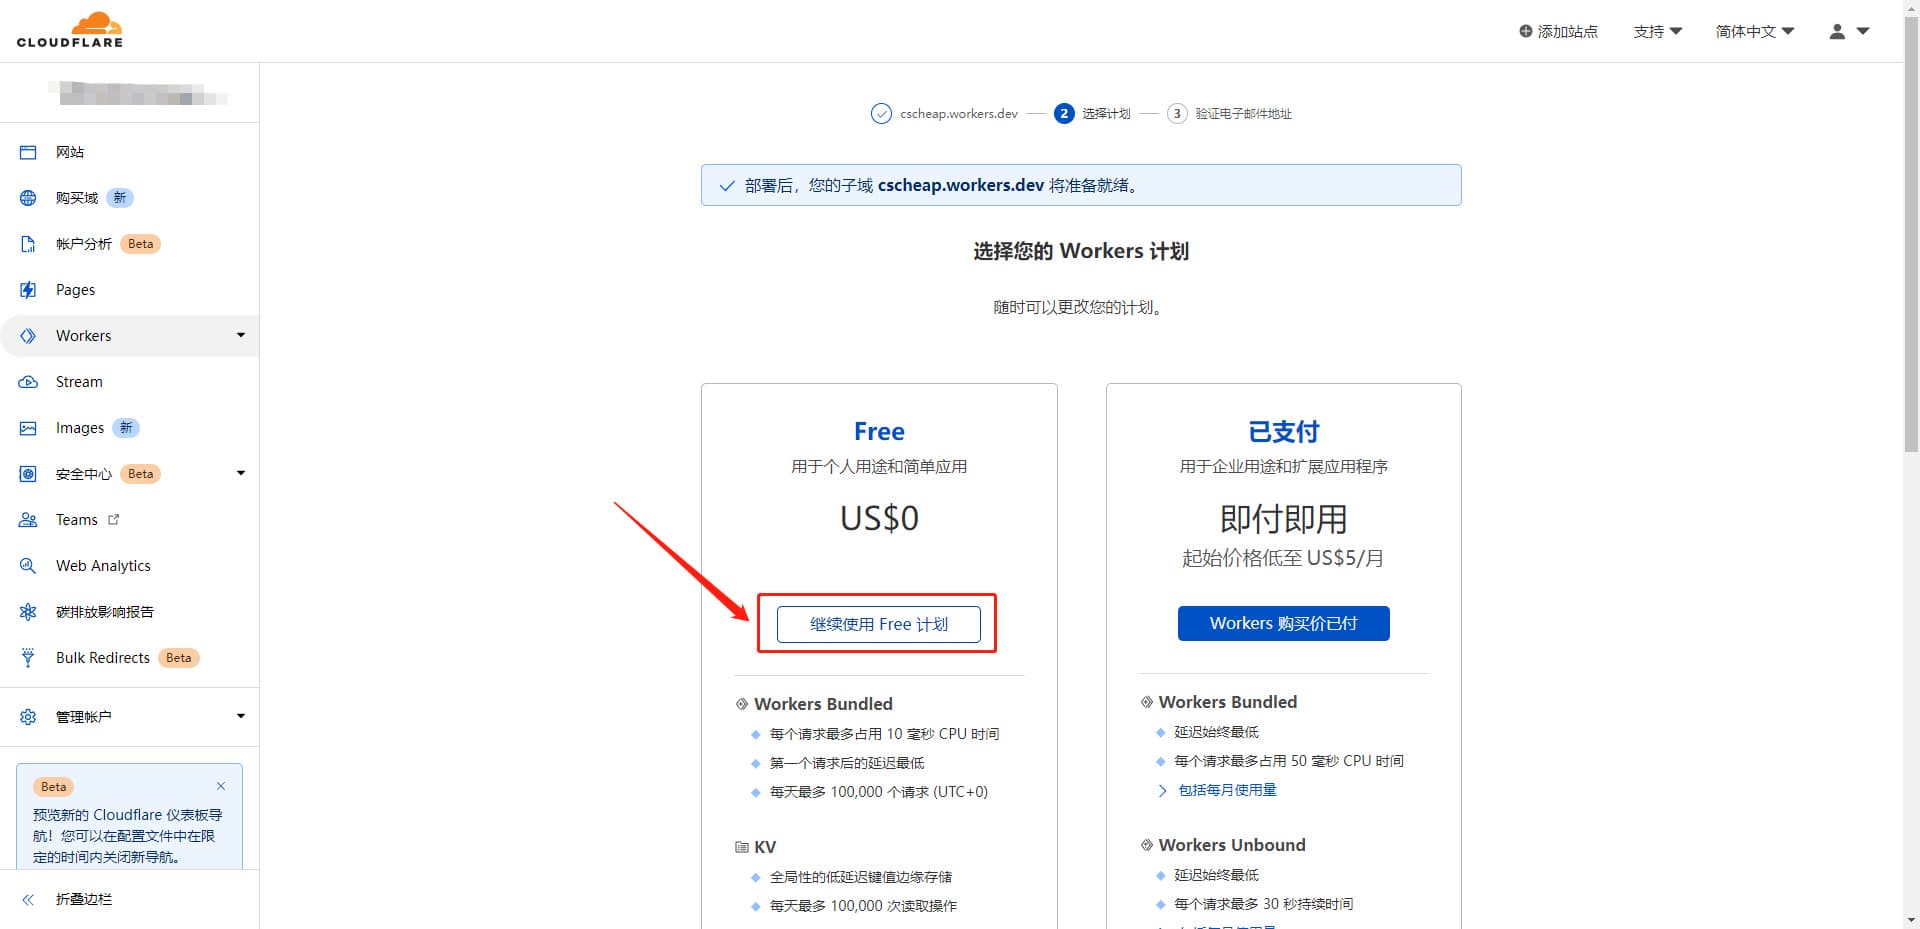 CLOUDFLARE
添加站点
支持
简体中文
网站
购买域 新
帐户分析 Beta
Pages
Workers
Stream
Images 新
安全中心 Beta
Teams
Web Analytics
碳排放影响报告
Bulk Redirects Beta
管理帐户
Beta
预览新的 Cloudflare 仪表板导
航！您可以在配置文件中在限
定的时间内关闭新导航。
折叠边栏
cscheap.workers.dev
2 选择计划
3 验证电子邮件地址
部署后，您的子域 cscheap.workers.dev 将准备就绪。
选择您的 Workers 计划
随时可以更改您的计划。
Free
用于个人用途和简单应用
US$0
继续使用 Free 计划
Workers Bundled
每个请求最多占用 10 毫秒 CPU 时间
第一个请求后的延迟最低
每天最多 100,000 个请求 (UTC+0)
KV
全局性的低延迟键值边缘存储
每天最多 100,000 次读取操作
已支付
用于企业用途和扩展应用程序
即付即用
起始价格低至 US$5/月
Workers 购买价已付
Workers Bundled
延迟始终最低
每个请求最多占用 50 毫秒 CPU 时间
包括每月使用量
Workers Unbound
延迟始终最低
每个请求最多 30 秒持续时间